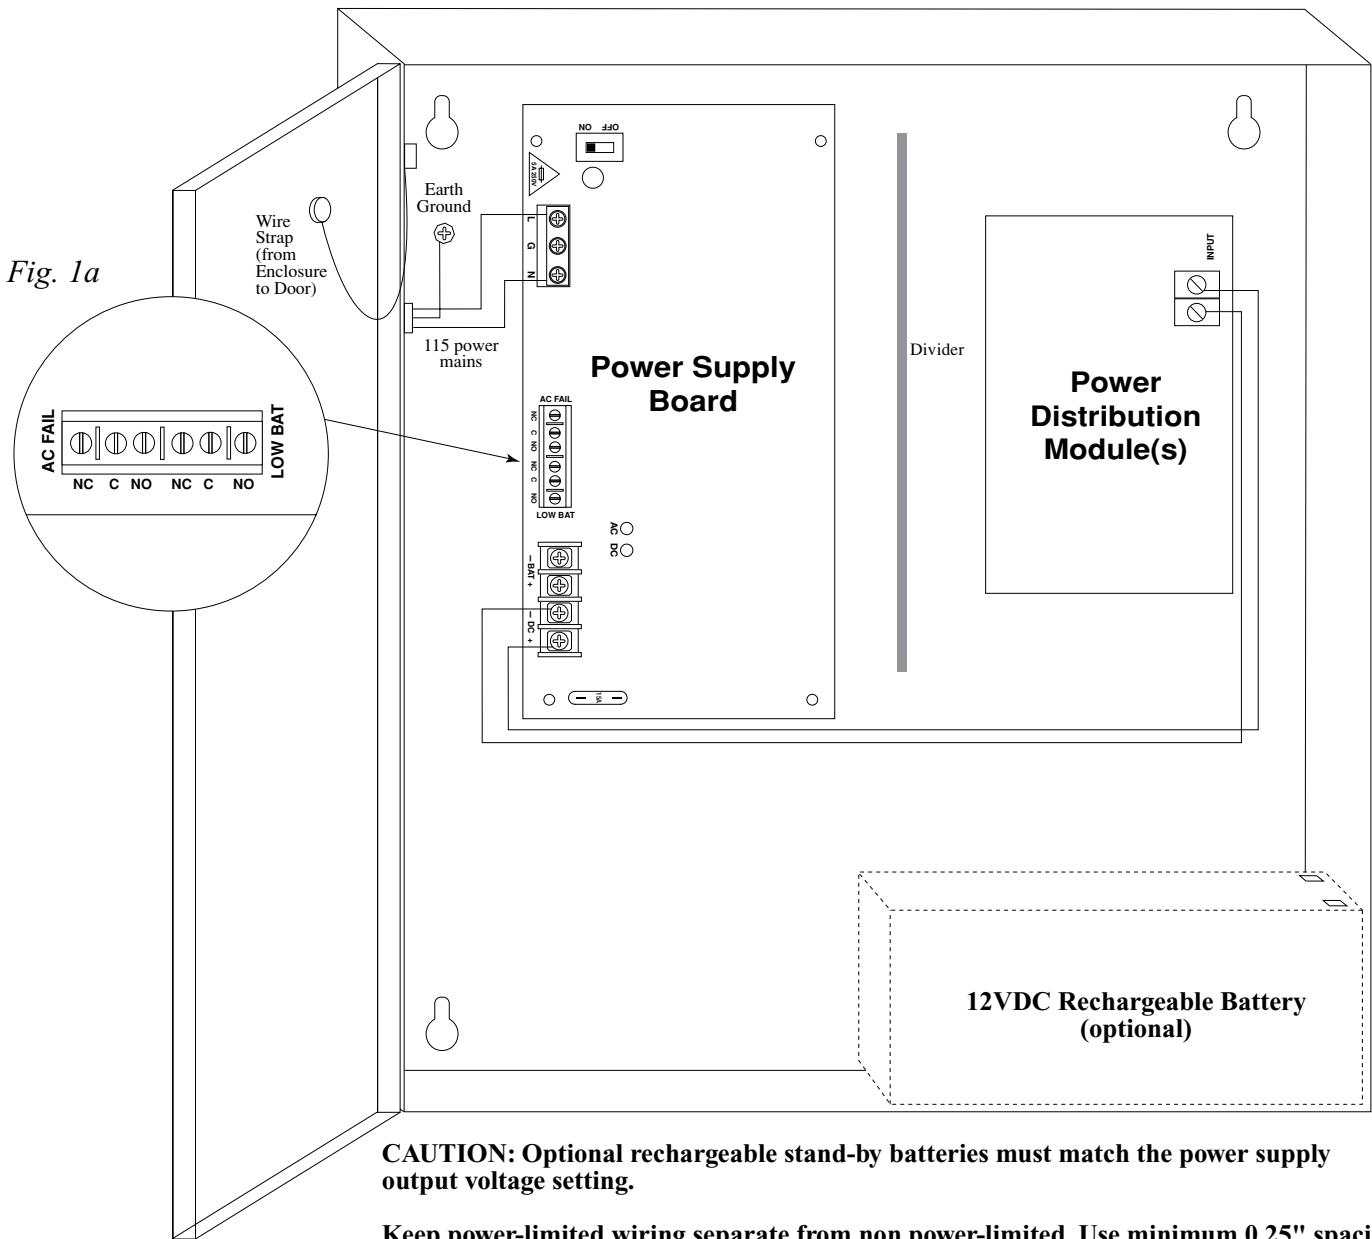 ON OFF
5A 250V
Earth
Ground
Wire
Strap
(from
Enclosure
to Door)
Fig. 1a
L
G
N
INPUT
115 power
mains
Power Supply
Board
Divider
Power
Distribution
Module(s)
AC FAIL
NC
C
NO
NC
C
NO
LOW BAT
AC FAIL
NC C NO NC C NO
LOW BAT
AC
DC
– BAT +
– DC +
15A
12VDC Rechargeable Battery
(optional)
CAUTION: Optional rechargeable stand-by batteries must match the power supply
output voltage setting.
Keep power-limited wiring separate from non power-limited. Use minimum 0.25"